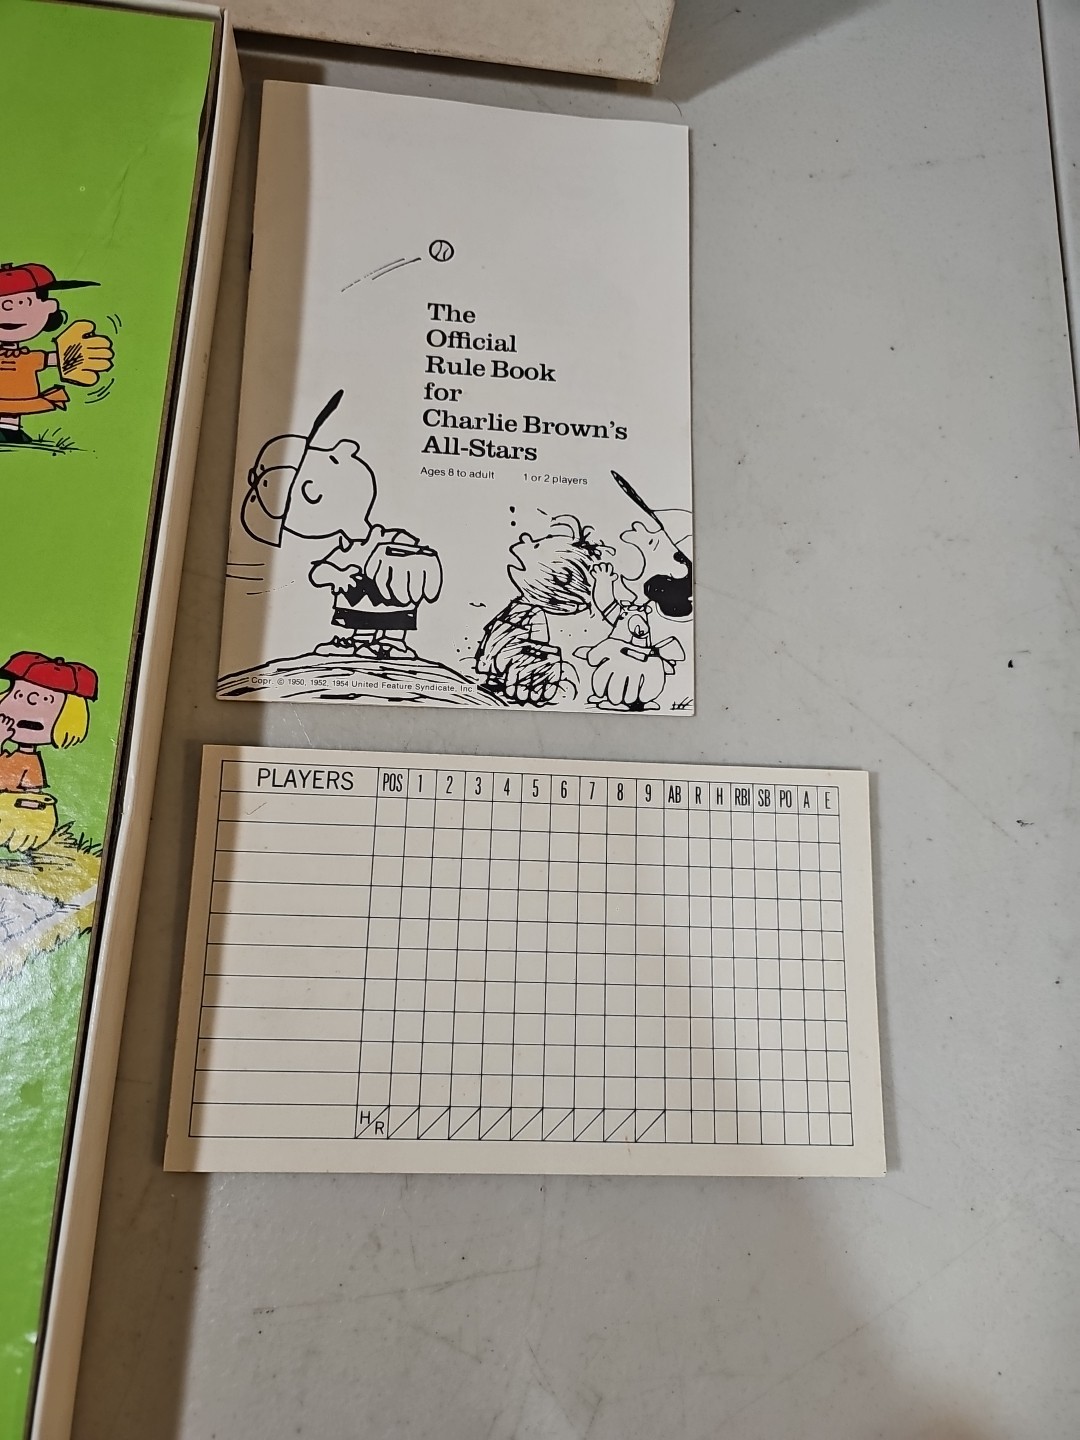 The
Official
Rule Book
for
Charlie Brown's
All-Stars
Ages 8 to adult 1 or 2 players
Copr. © 1950, 1952, 1954 United Feature Syndicate, Inc.
PLAYERS POS 1 2 3 4 5 6 7 8 9 AB R H RBI SB PO A E
H/R